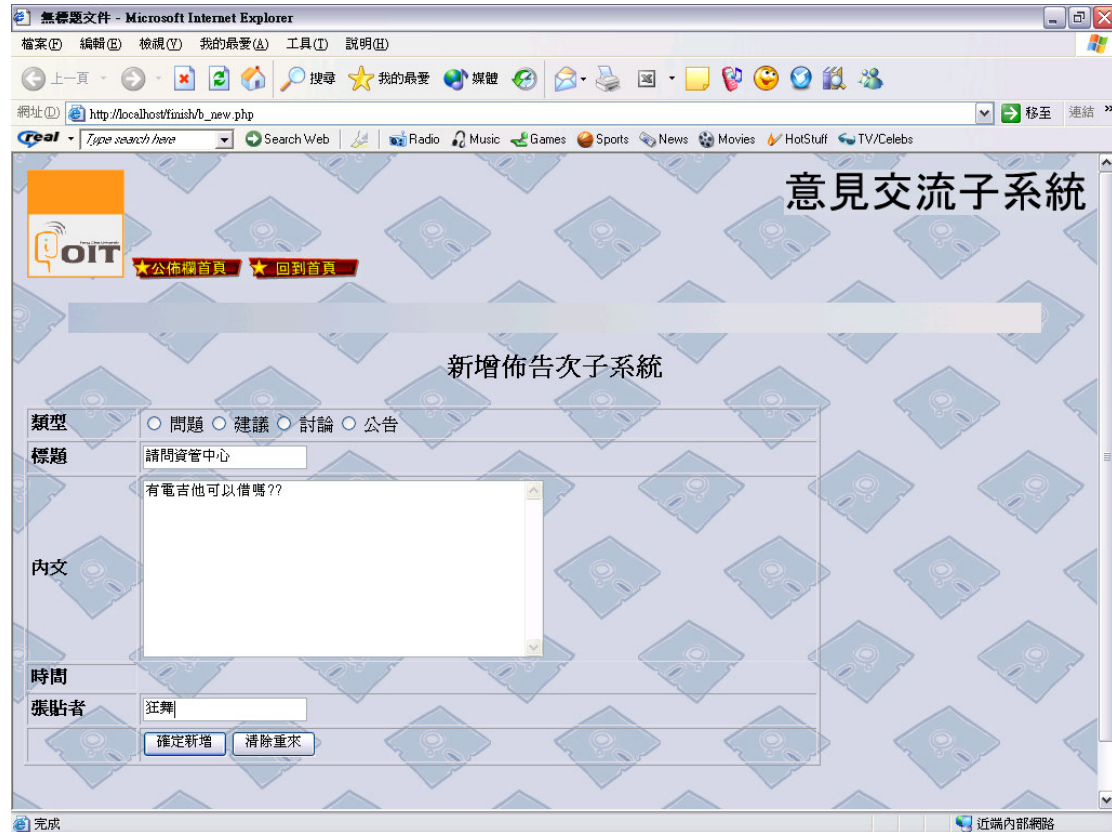 無標題文件 - Microsoft Internet Explorer
檔案(F) 編輯(E) 檢視(V) 我的最愛(A) 工具(T) 說明(H)
上一頁 搜尋 我的最愛 媒體
網址(D) http://localhost/finish/b_new.php 移至 連結 »
real Type search here Search Web Radio Music Games Sports News Movies HotStuff TV/Celebs
意見交流子系統
OIT
公佈欄首頁 回到首頁
新增佈告次子系統
類型 問題 建議 討論 公告
標題 請問資管中心
有電吉他可以借嗎??
內文
時間
張貼者 狂舞
確定新增 清除重來
完成 近端內部網路